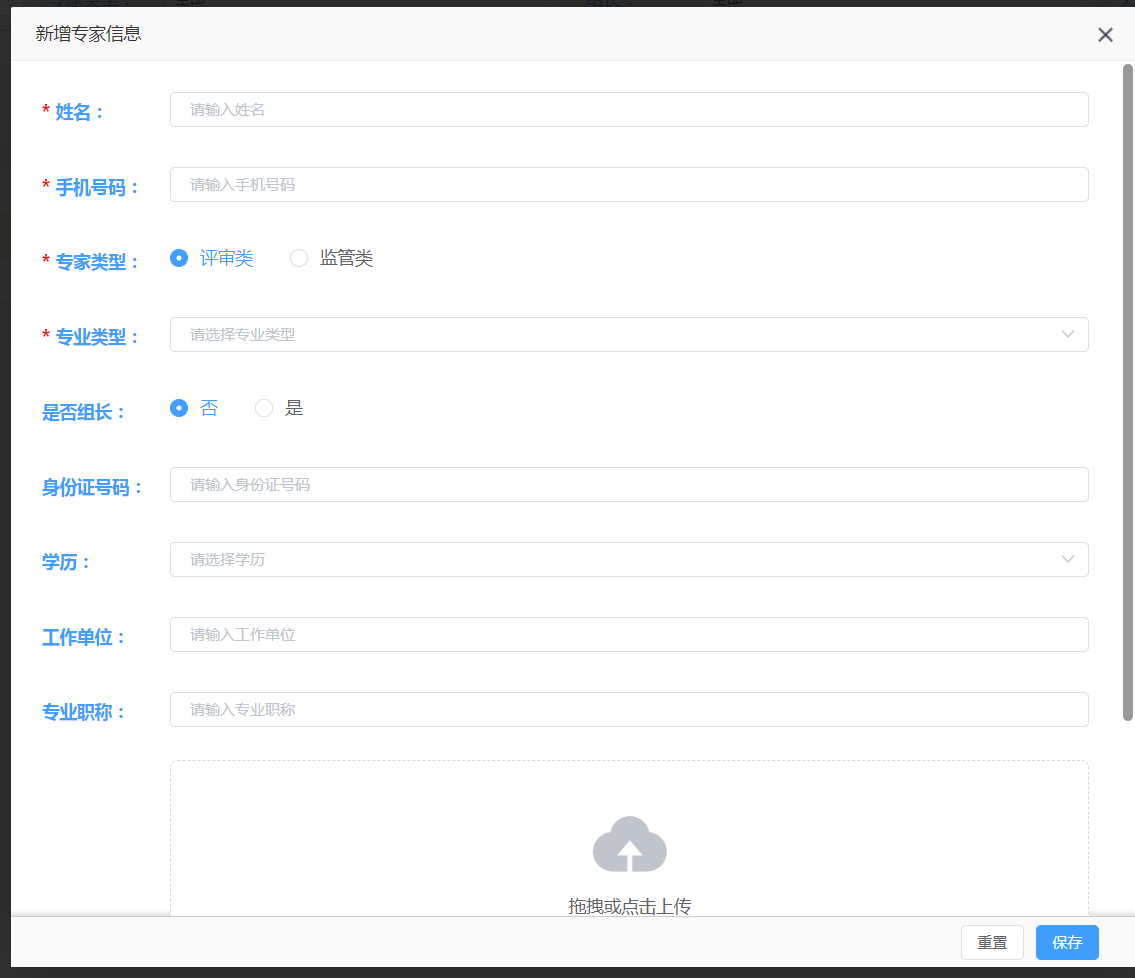 新增专家信息
* 姓名： 请输入姓名
* 手机号码： 请输入手机号码
* 专家类型： 评审类 监管类
* 专业类型： 请选择专业类型
是否组长： 否 是
身份证号码： 请输入身份证号码
学历： 请选择学历
工作单位： 请输入工作单位
专业职称： 请输入专业职称
拖拽或点击上传
重置 保存